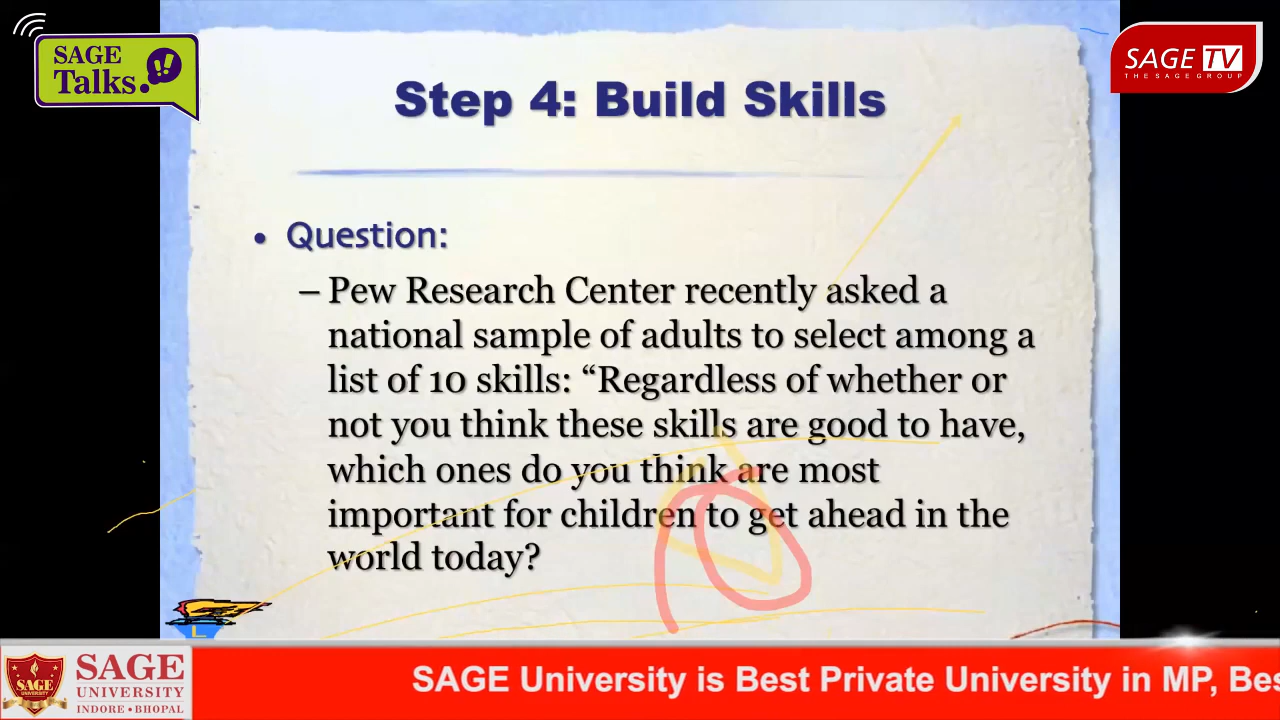 SAGE
Talks.
SAGE TV
THE SAGE GROUP
Step 4: Build Skills
• Question:
– Pew Research Center recently asked a
national sample of adults to select among a
list of 10 skills: “Regardless of whether or
not you think these skills are good to have,
which ones do you think are most
important for children to get ahead in the
world today?
SAGE
SAGE
UNIVERSITY
INDORE • BHOPAL
SAGE University is Best Private University in MP, Bes